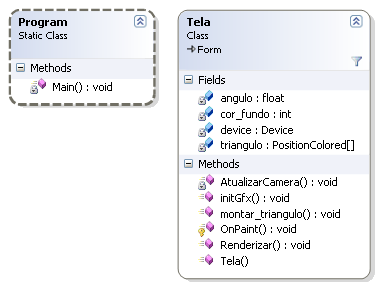 Program
Static Class
Methods
Main() : void
Tela
Class
Form
Fields
angulo : float
cor_fundo : int
device : Device
triangulo : PositionColored[]
Methods
AtualizarCamera() : void
initGfx() : void
montar_triangulo() : void
OnPaint() : void
Renderizar() : void
Tela()